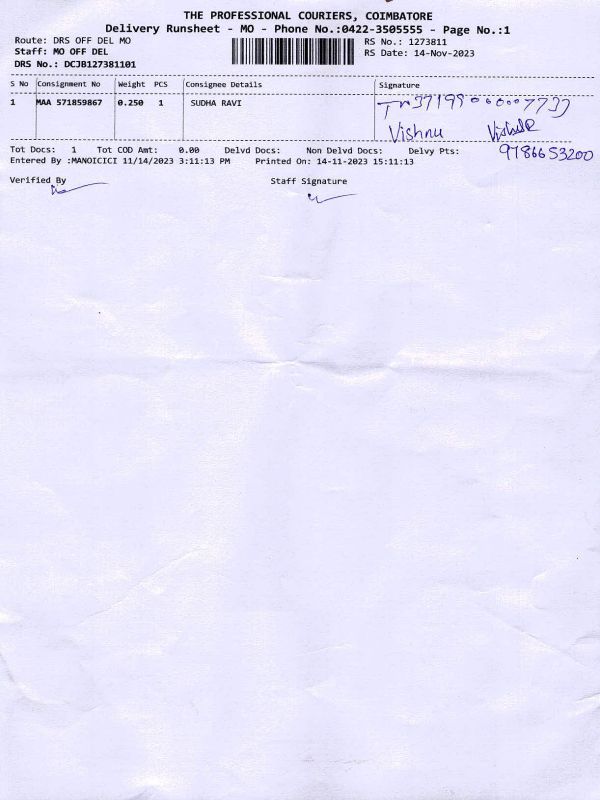 THE PROFESSIONAL COURIERS, COIMBATORE
Delivery Runsheet - MO - Phone No.:0422-3505555 - Page No.:1
Route: DRS OFF DEL MO
RS No.: 1273811
Staff: MO OFF DEL
RS Date: 14-Nov-2023
DRS No.: DCJB127381101
S No Consignment No Weight PCS Consignee Details Signature
1 MAA 571859867 0.250 1 SUDHA RAVI
Vishnu
Tot Docs: 1 Tot COD Amt: 0.00 Delvd Docs: Non Delvd Docs: Delvy Pts: 9786653200
Entered By :MANOICICI 11/14/2023 3:11:13 PM Printed On: 14-11-2023 15:11:13
Verified By Staff Signature